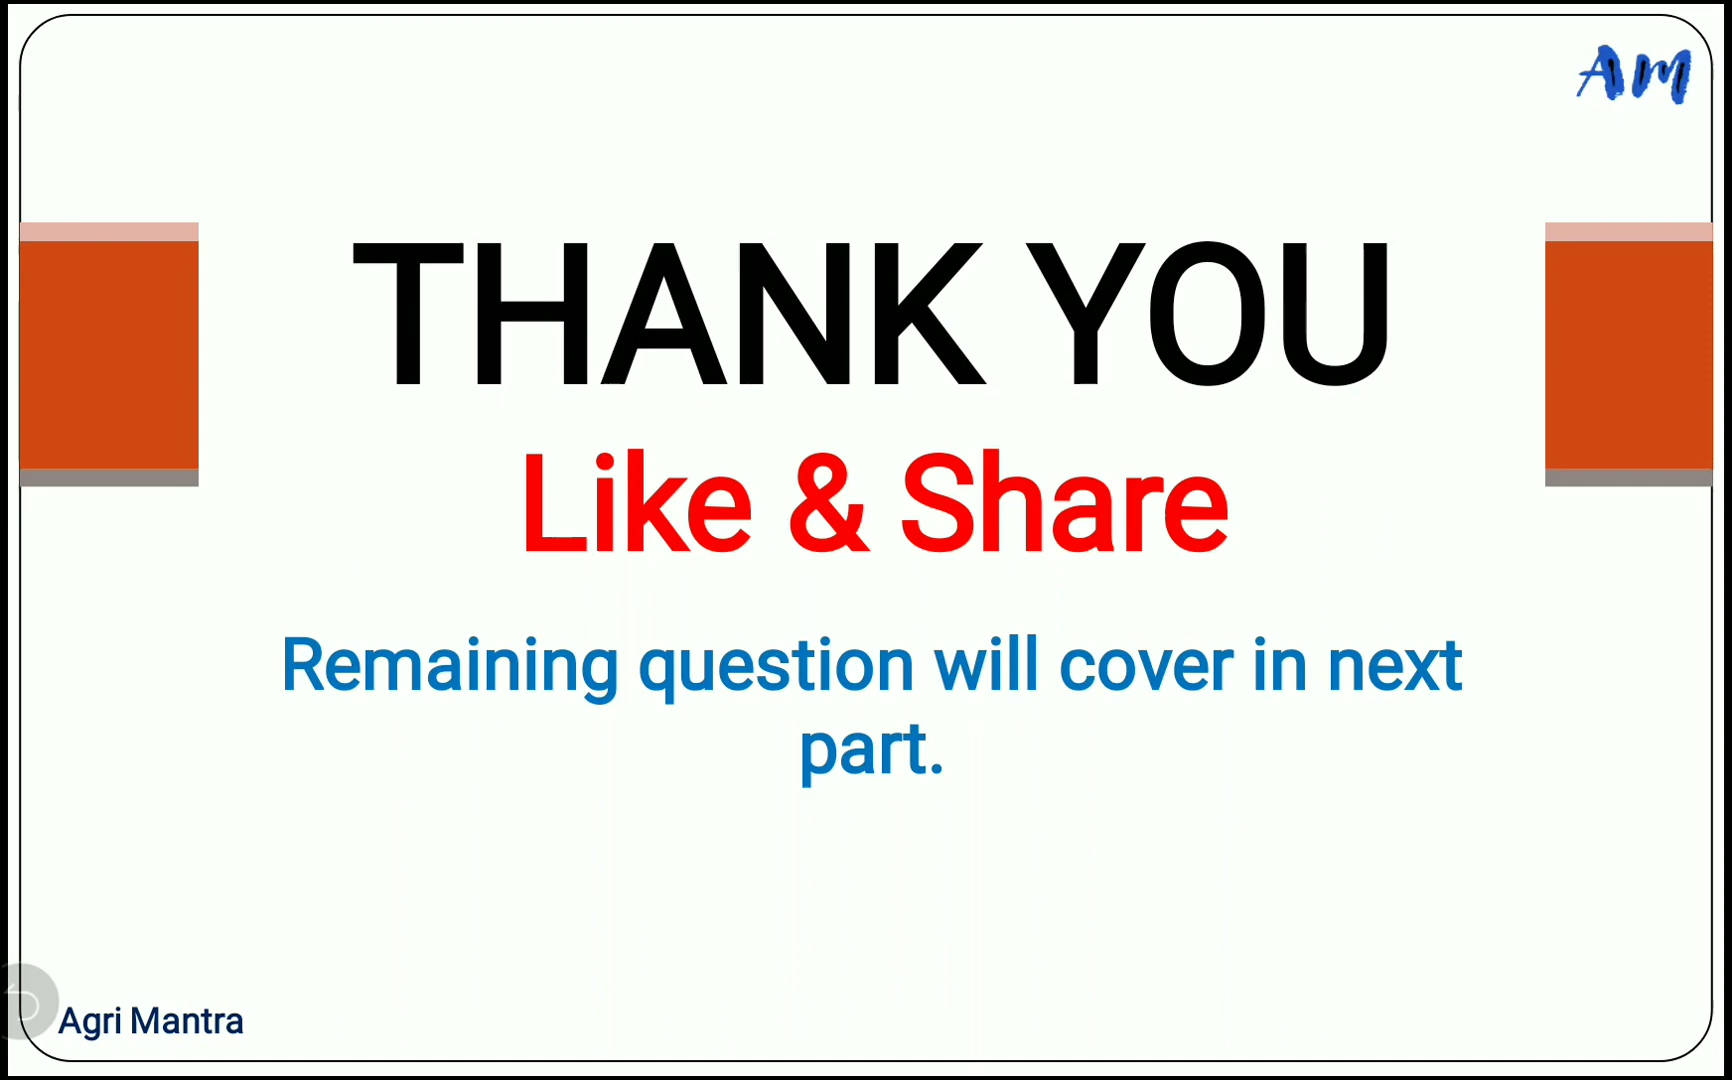 AM
THANK YOU
Like & Share
Remaining question will cover in next
part.
Agri Mantra